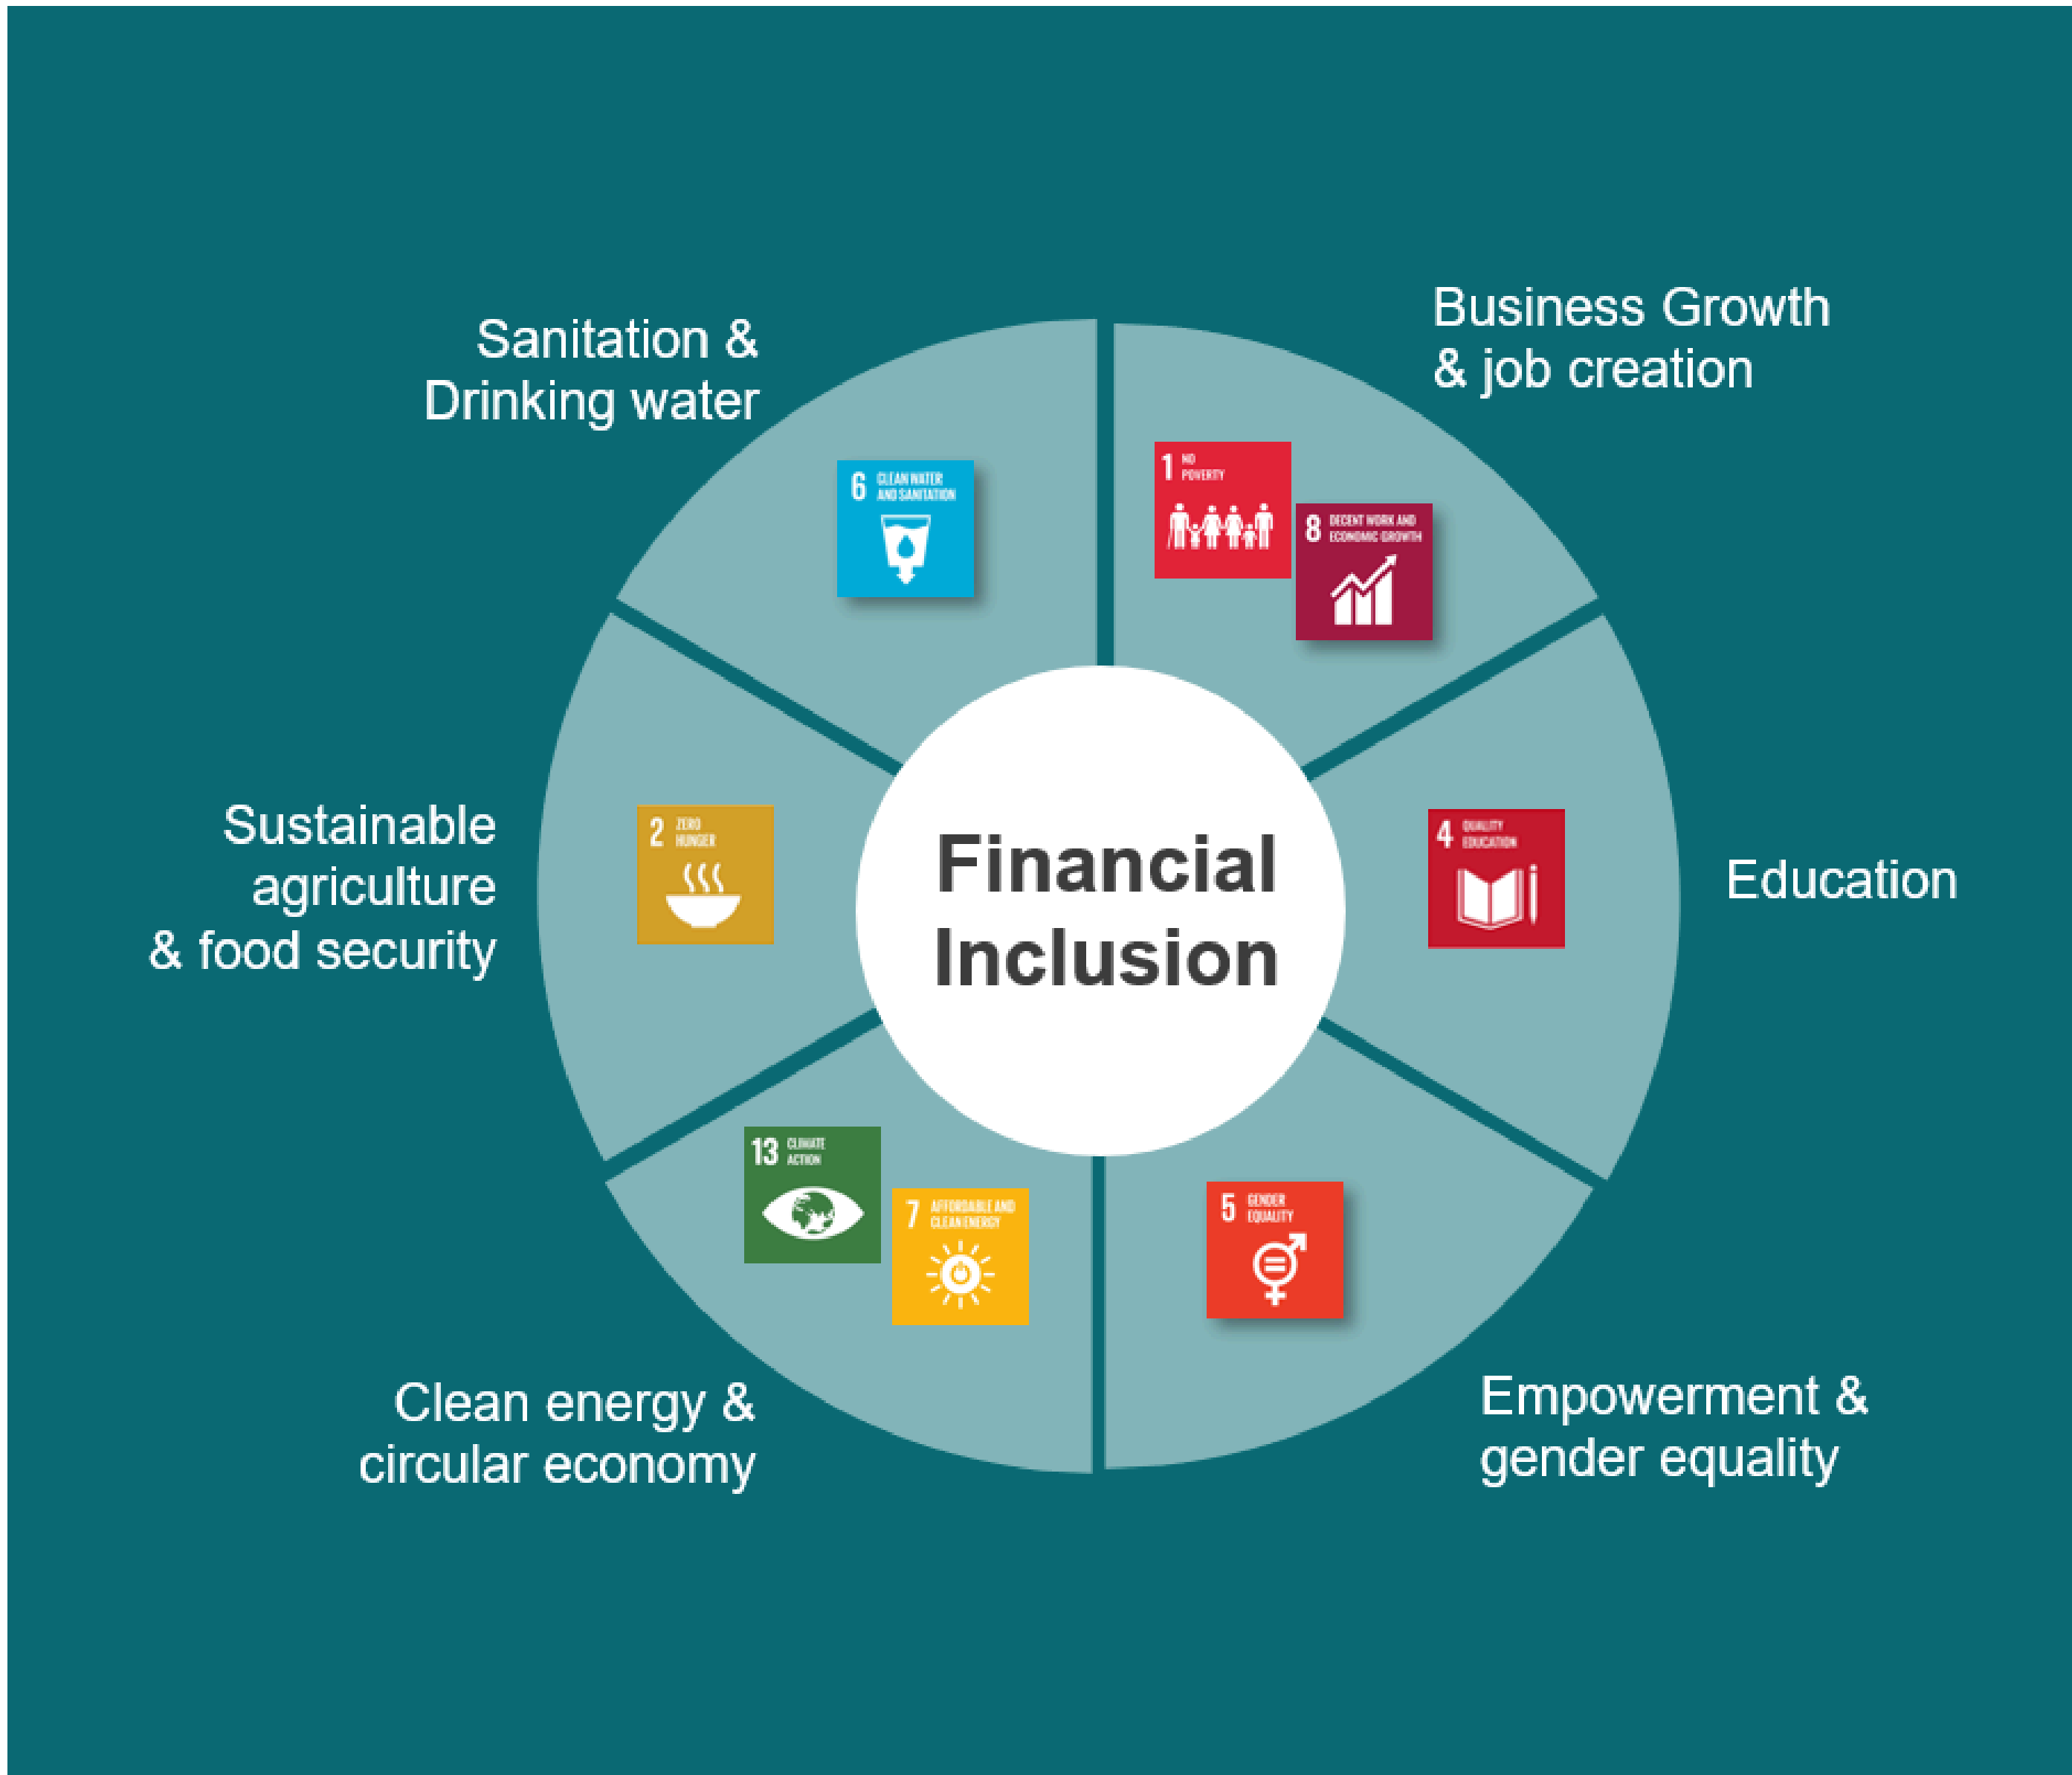 Sanitation &
Drinking water
Business Growth
& job creation
6 CLEAN WATER
AND SANITATION
1 NO
POVERTY
8 DECENT WORK AND
ECONOMIC GROWTH
Sustainable
agriculture
& food security
2 ZERO
HUNGER
Financial
Inclusion
4 QUALITY
EDUCATION
Education
13 CLIMATE
ACTION
7 AFFORDABLE AND
CLEAN ENERGY
5 GENDER
EQUALITY
Clean energy &
circular economy
Empowerment &
gender equality